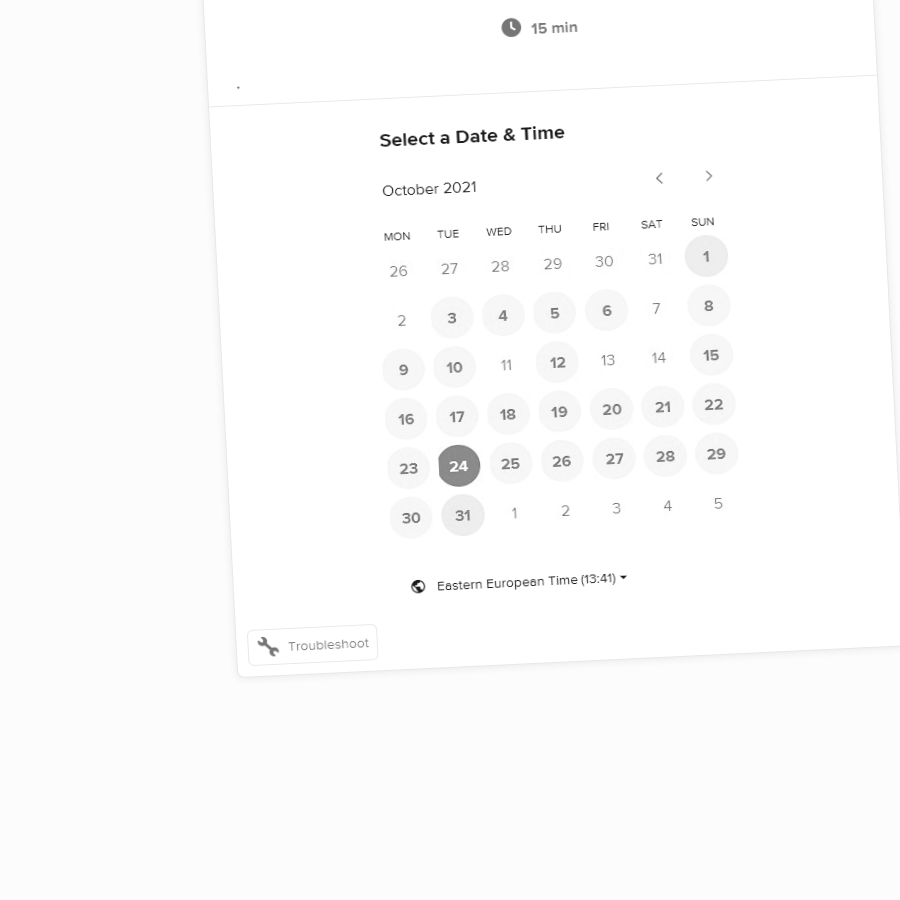 15 min
.
Select a Date & Time
October 2021
MON TUE WED THU FRI SAT SUN
26 27 28 29 30 31 1
2 3 4 5 6 7 8
9 10 11 12 13 14 15
16 17 18 19 20 21 22
23 24 25 26 27 28 29
30 31 1 2 3 4 5
Eastern European Time (13:41)
Troubleshoot